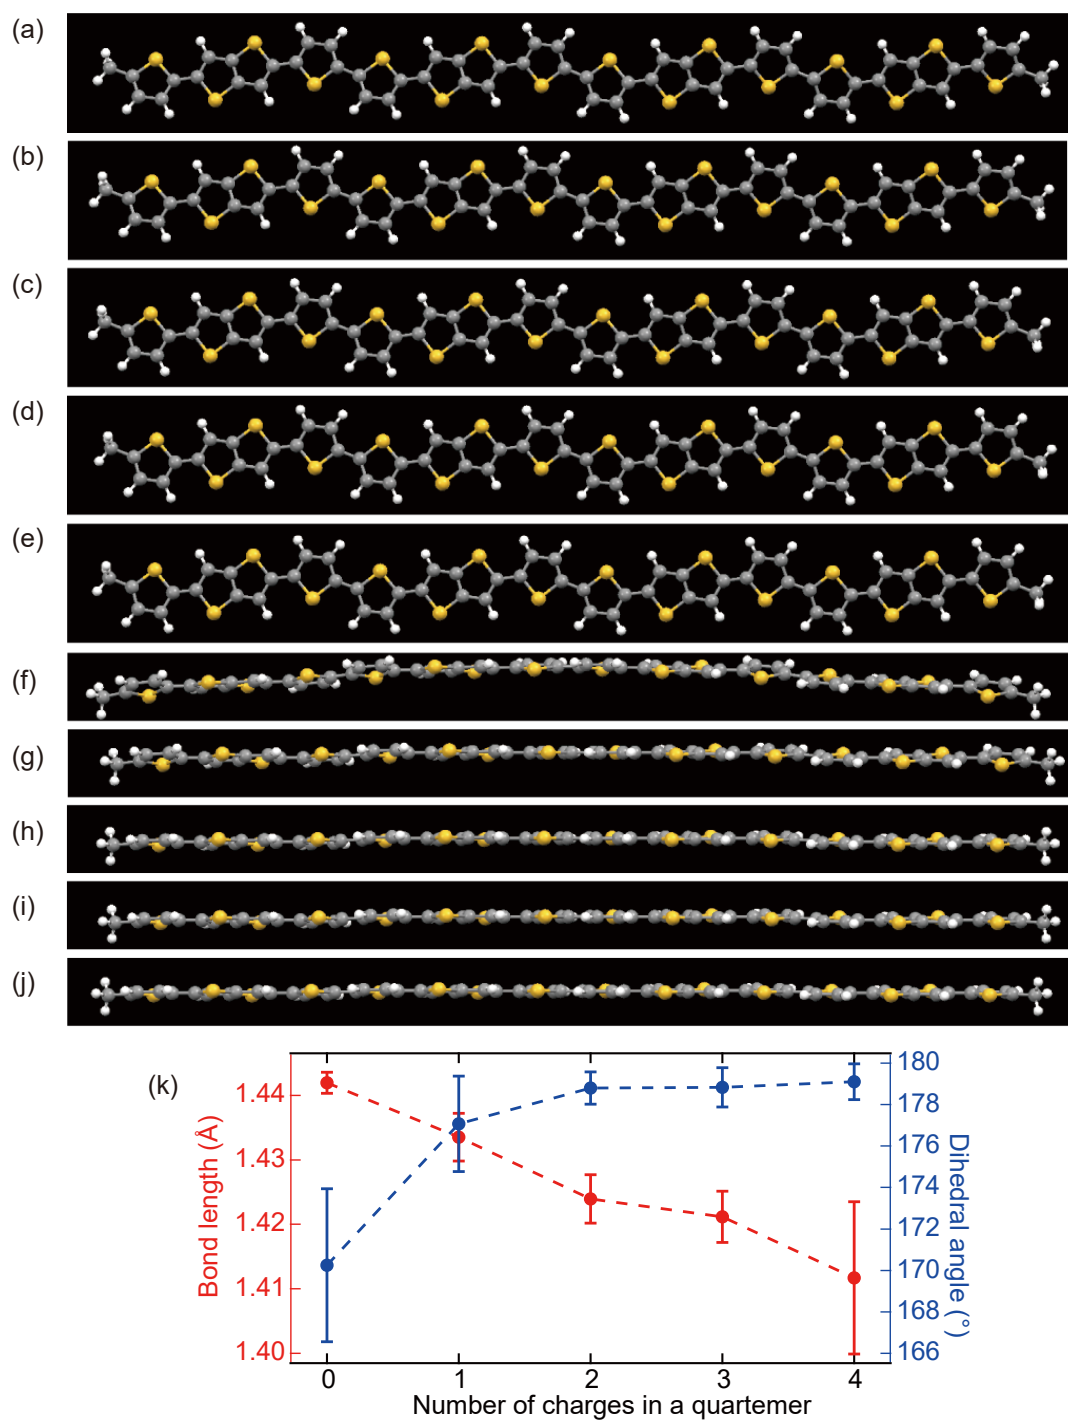 (a)
(b)
(c)
(d)
(e)
(f)
(g)
(h)
(i)
(j)
(k)
Bond length (Å)
1.44
1.43
1.42
1.41
1.40
180
178
176
174
172
170
168
166
Dihedral angle (°)
0 1 2 3 4
Number of charges in a quartemer